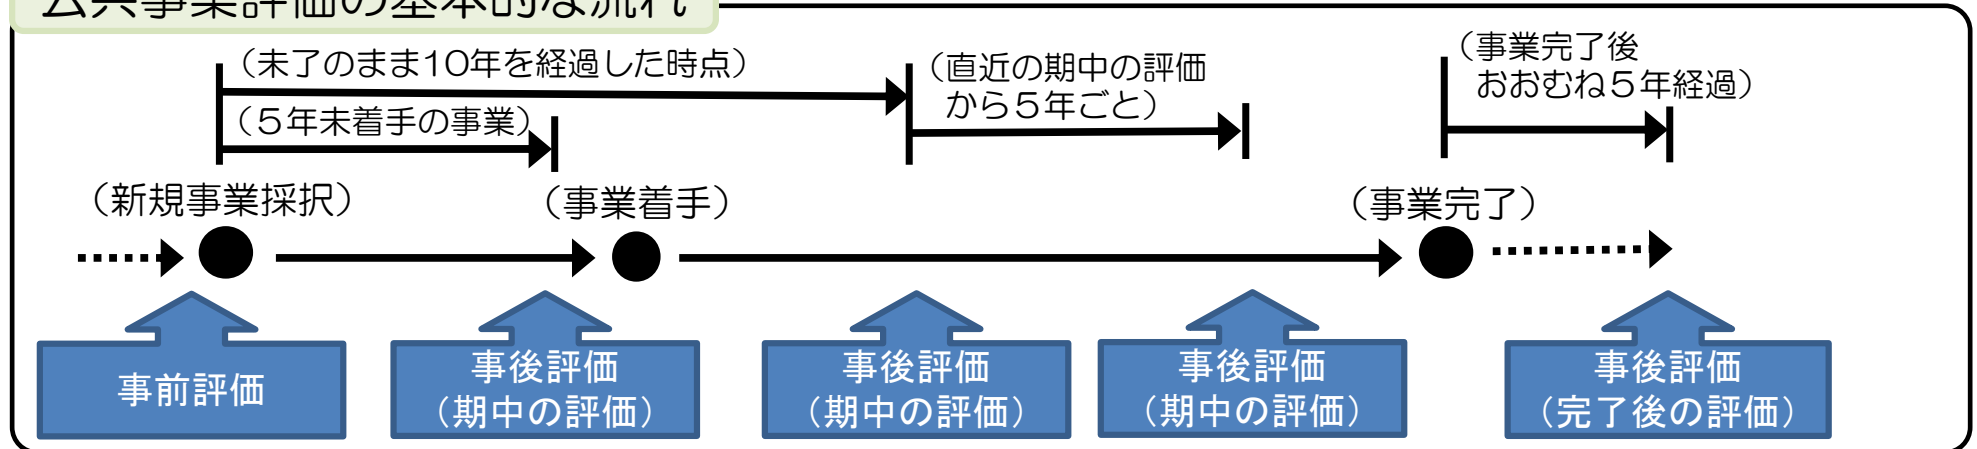 公共事業評価の基本的な流れ
（未了のまま10年を経過した時点）
（5年未着手の事業）
（直近の期中の評価
から５年ごと）
（事業完了後
おおむね５年経過）
（新規事業採択）
（事業着手）
（事業完了）
事前評価
事後評価
（期中の評価）
事後評価
（期中の評価）
事後評価
（期中の評価）
事後評価
（完了後の評価）